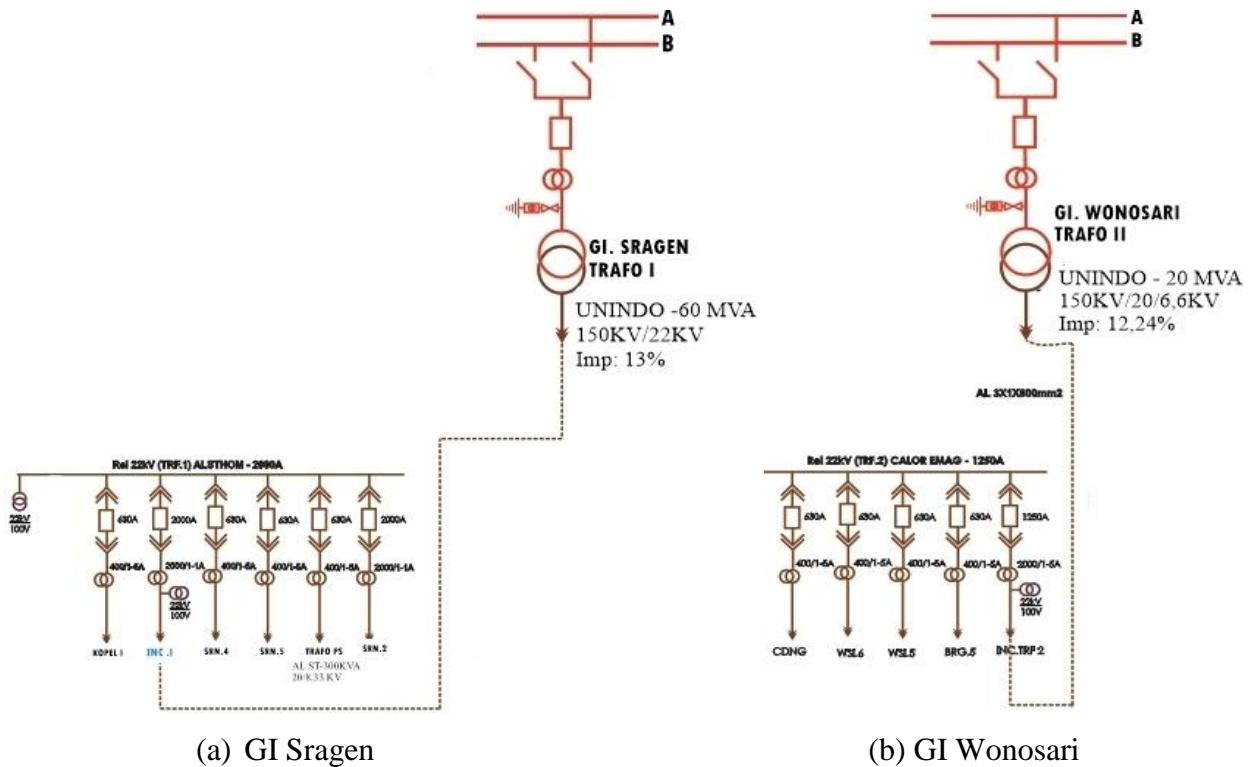 A
B
GI. SRAGEN
TRAFO I
UNINDO -60 MVA
150KV/22KV
Imp: 13%
Rel 22kV (TRF.1) ALSTHOM - 2000A
22kV
100V
630A
2000A
630A
630A
630A
2000A
400/1-5A
2000/1-1A
400/1-5A
400/1-5A
400/1-5A
2000/1-1A
22kV
100V
KOPEL I
INC .I
SRN.4
SRN.5
TRAFO PS
SRN.2
AL ST-300KVA
20/8.33 KV
(a) GI Sragen
A
B
GI. WONOSARI
TRAFO II
UNINDO - 20 MVA
150KV/20/6,6KV
Imp: 12,24%
AL 3X1X800mm2
Rel 22kV (TRF.2) CALOR EMAG - 1250A
630A
630A
630A
630A
1250A
400/1-5A
400/1-5A
400/1-5A
400/1-5A
2000/1-5A
22kV
100V
CDNG
WSL6
WSL5
BRG.5
INC.TRF.2
(b) GI Wonosari